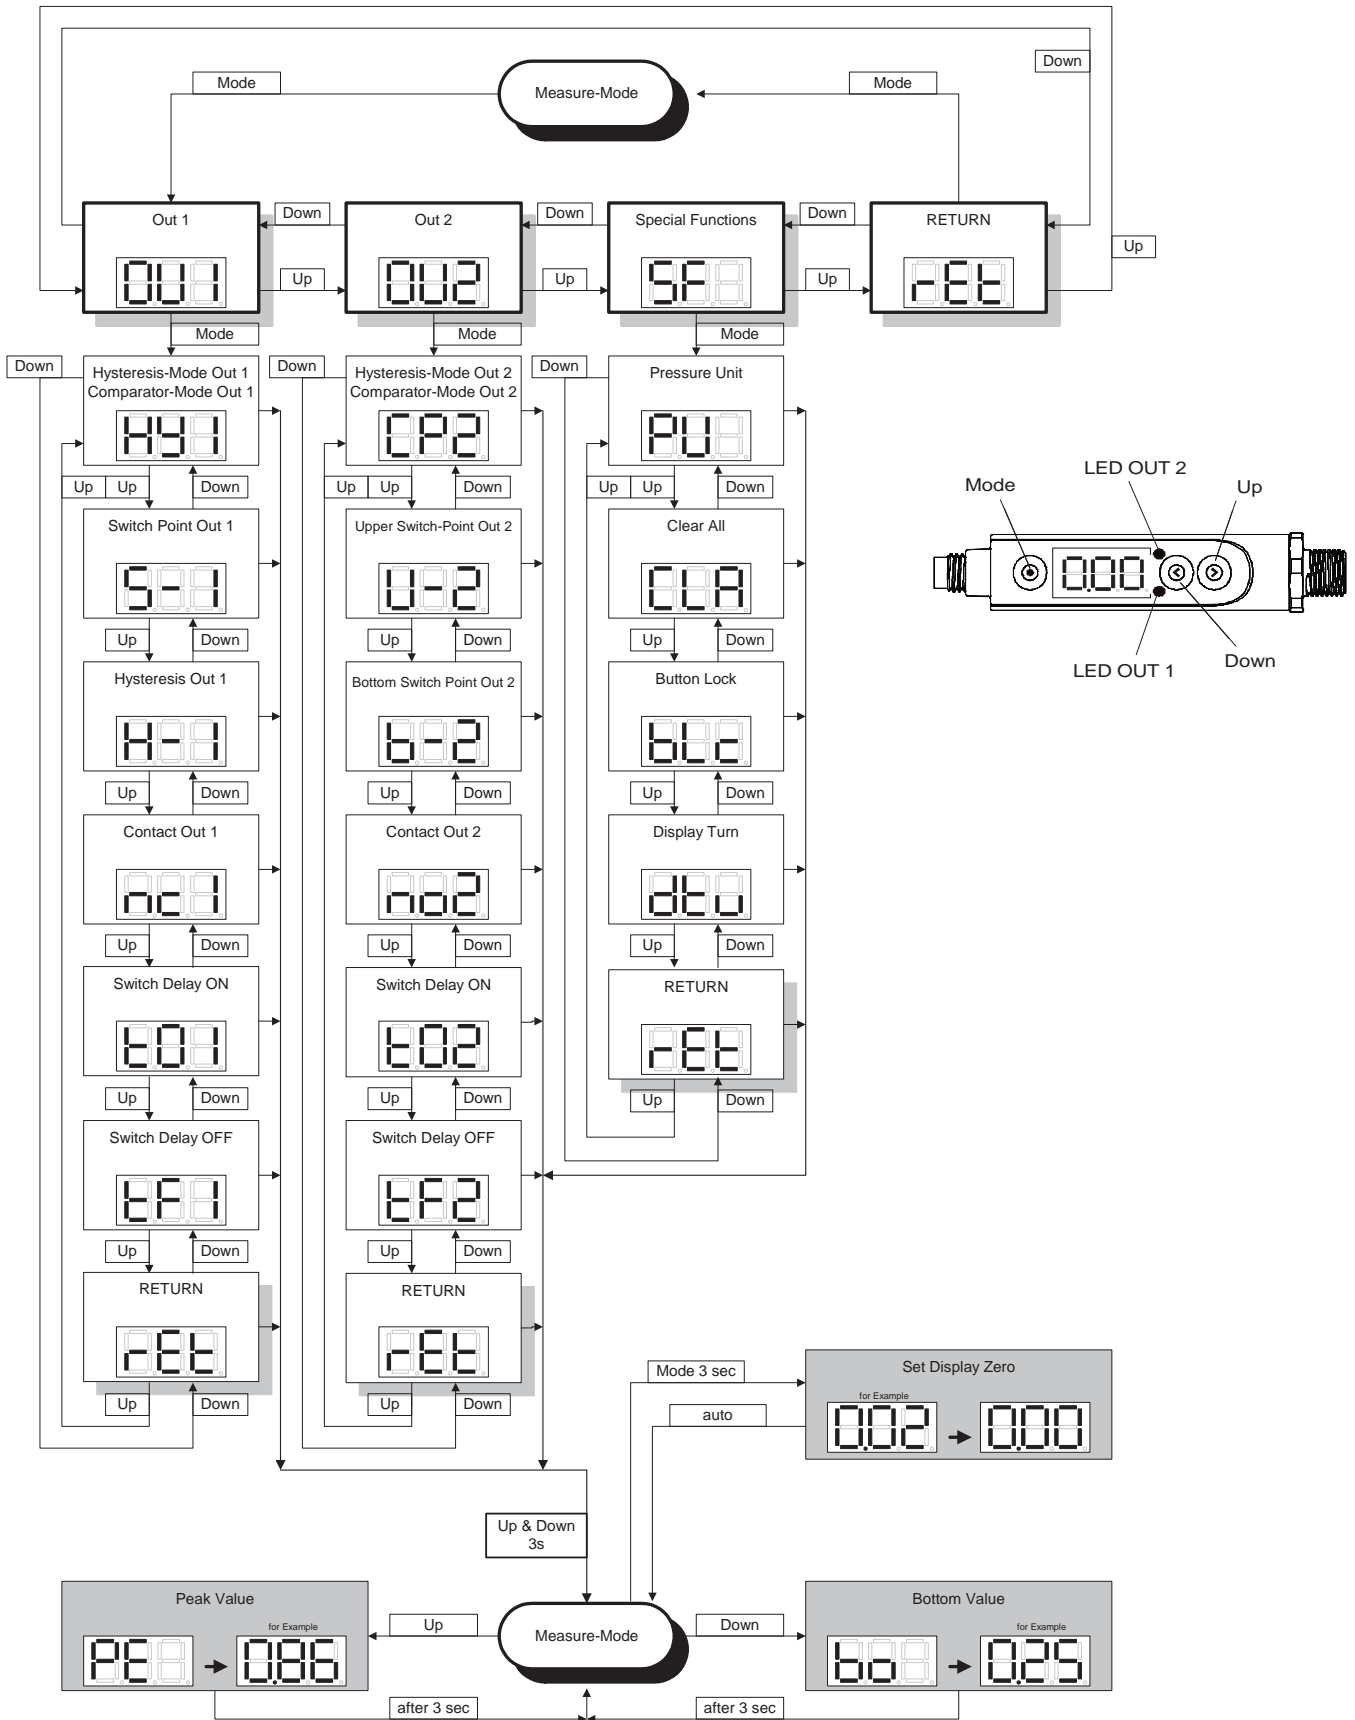 Down
Mode
Measure-Mode
Mode
Out 1
OU1
Down
Up
Out 2
OU2
Down
Up
Special Functions
SF
Down
Up
RETURN
rEt
Up
Mode
Mode
Mode
Down
Hysteresis-Mode Out 1
Comparator-Mode Out 1
HY1
Up
Up
Down
Switch Point Out 1
S-1
Up
Down
Hysteresis Out 1
H-1
Up
Down
Contact Out 1
nc1
Up
Down
Switch Delay ON
tO1
Up
Down
Switch Delay OFF
tF1
Up
Down
RETURN
rEt
Up
Down
Down
Hysteresis-Mode Out 2
Comparator-Mode Out 2
CP2
Up
Up
Down
Upper Switch-Point Out 2
U-2
Up
Down
Bottom Switch Point Out 2
b-2
Up
Down
Contact Out 2
no2
Up
Down
Switch Delay ON
tO2
Up
Down
Switch Delay OFF
tF2
Up
Down
RETURN
rEt
Up
Down
Down
Pressure Unit
PU
Up
Up
Down
Clear All
CLA
Up
Down
Button Lock
bLc
Up
Down
Display Turn
dtu
Up
Down
RETURN
rEt
Up
Down
LED OUT 2
Mode
Up
0.00
Down
LED OUT 1
Mode 3 sec
auto
Set Display Zero
for Example
0.02
0.00
Up & Down
3s
Peak Value
for Example
PE
0.86
Up
Measure-Mode
Down
Bottom Value
for Example
bo
0.25
after 3 sec
after 3 sec